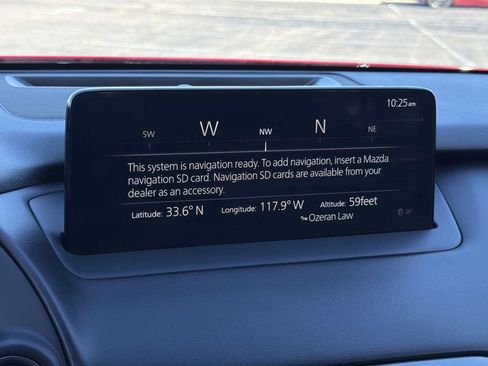 10:25am
SW W NW N NE
This system is navigation ready. To add navigation, insert a Mazda
navigation SD card. Navigation SD cards are available from your
dealer as an accessory.
Latitude: 33.6° N Longitude: 117.9° W Altitude: 59feet
Ozeran Law